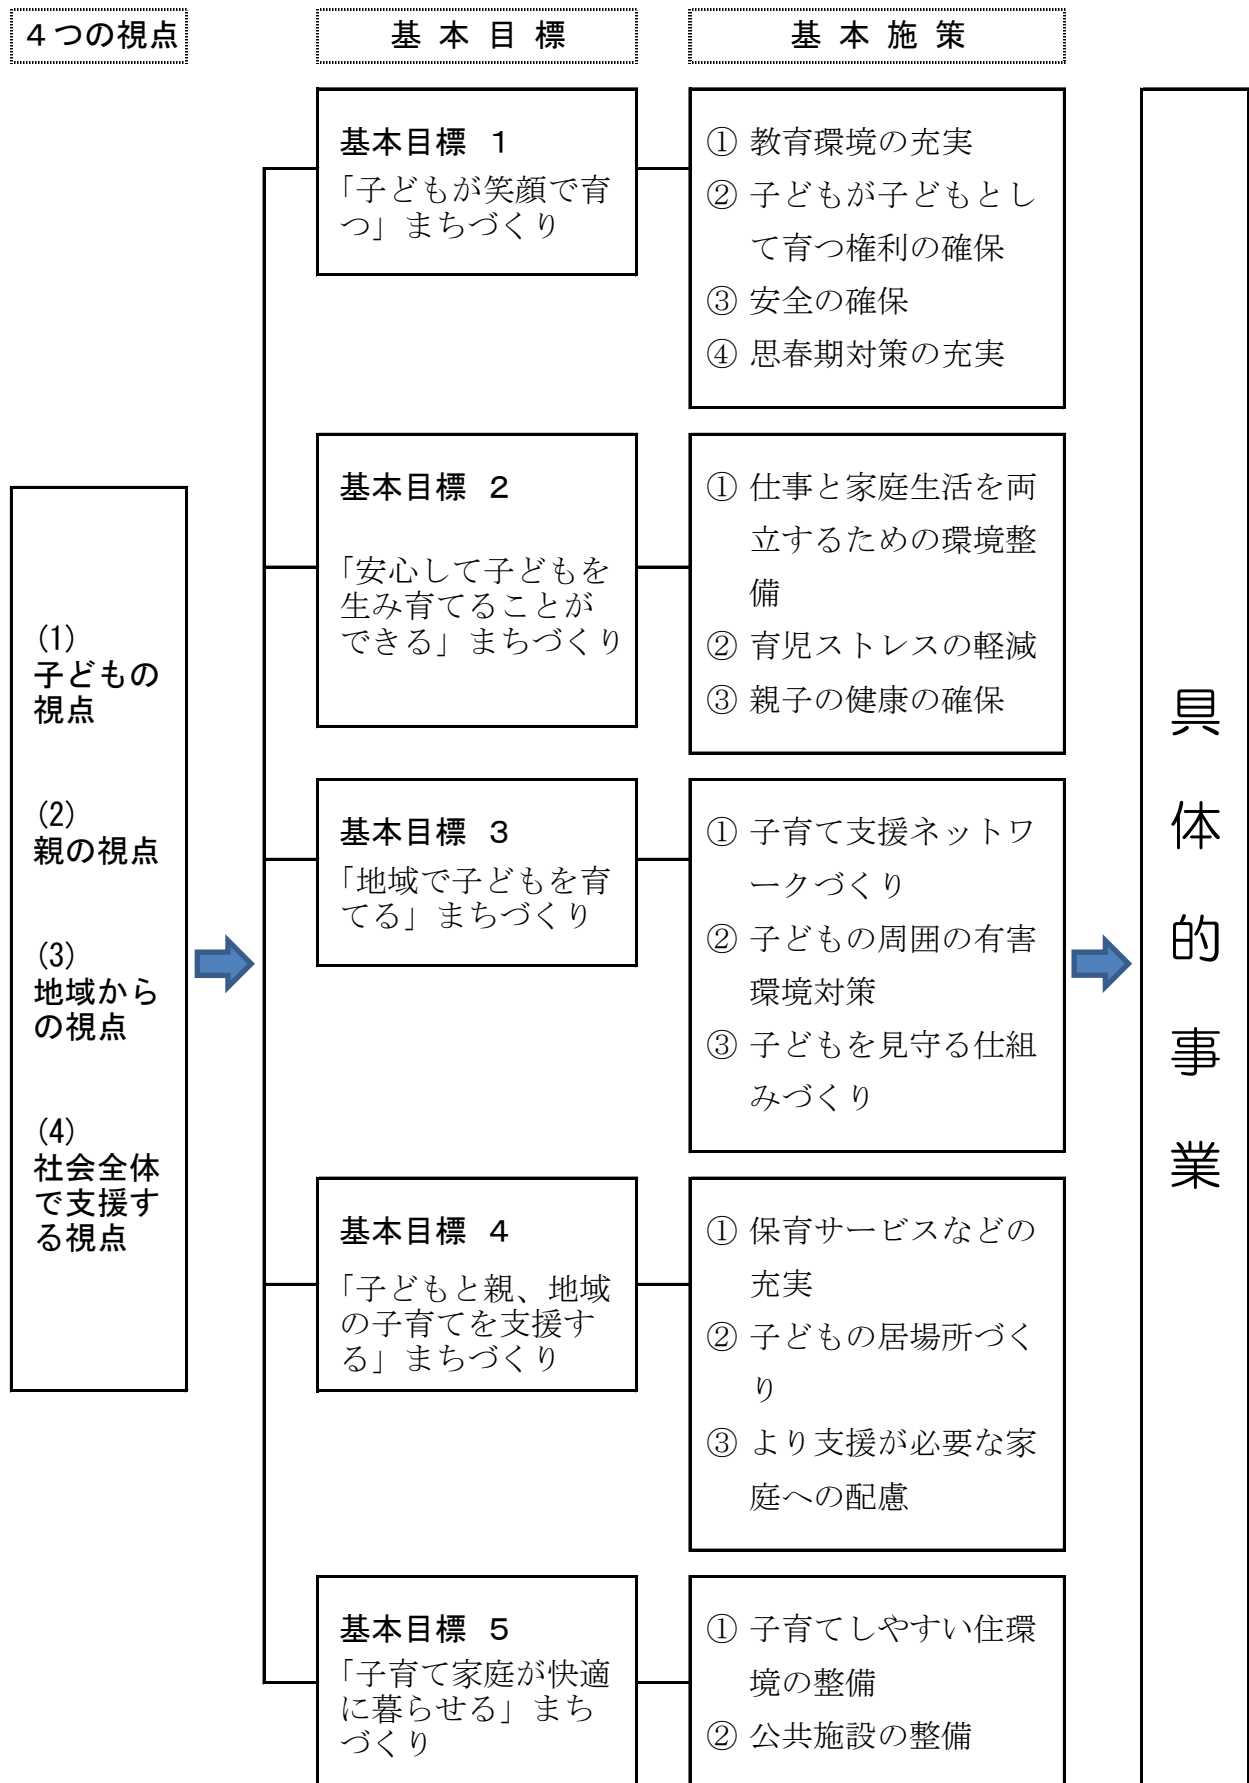 ４つの視点
基本目標
基本施策
(1)
子どもの
視点
(2)
親の視点
(3)
地域から
の視点
(4)
社会全体
で支援す
る視点
基本目標 １
「子どもが笑顔で育
つ」まちづくり
① 教育環境の充実
② 子どもが子どもとし
て育つ権利の確保
③ 安全の確保
④ 思春期対策の充実
基本目標 ２
「安心して子どもを
生み育てることが
できる」まちづくり
① 仕事と家庭生活を両
立するための環境整
備
② 育児ストレスの軽減
③ 親子の健康の確保
基本目標 ３
「地域で子どもを育
てる」まちづくり
① 子育て支援ネットワ
ークづくり
② 子どもの周囲の有害
環境対策
③ 子どもを見守る仕組
みづくり
基本目標 ４
「子どもと親、地域
の子育てを支援す
る」まちづくり
① 保育サービスなどの
充実
② 子どもの居場所づく
り
③ より支援が必要な家
庭への配慮
基本目標 ５
「子育て家庭が快適
に暮らせる」まち
づくり
① 子育てしやすい住環
境の整備
② 公共施設の整備
具体的事業